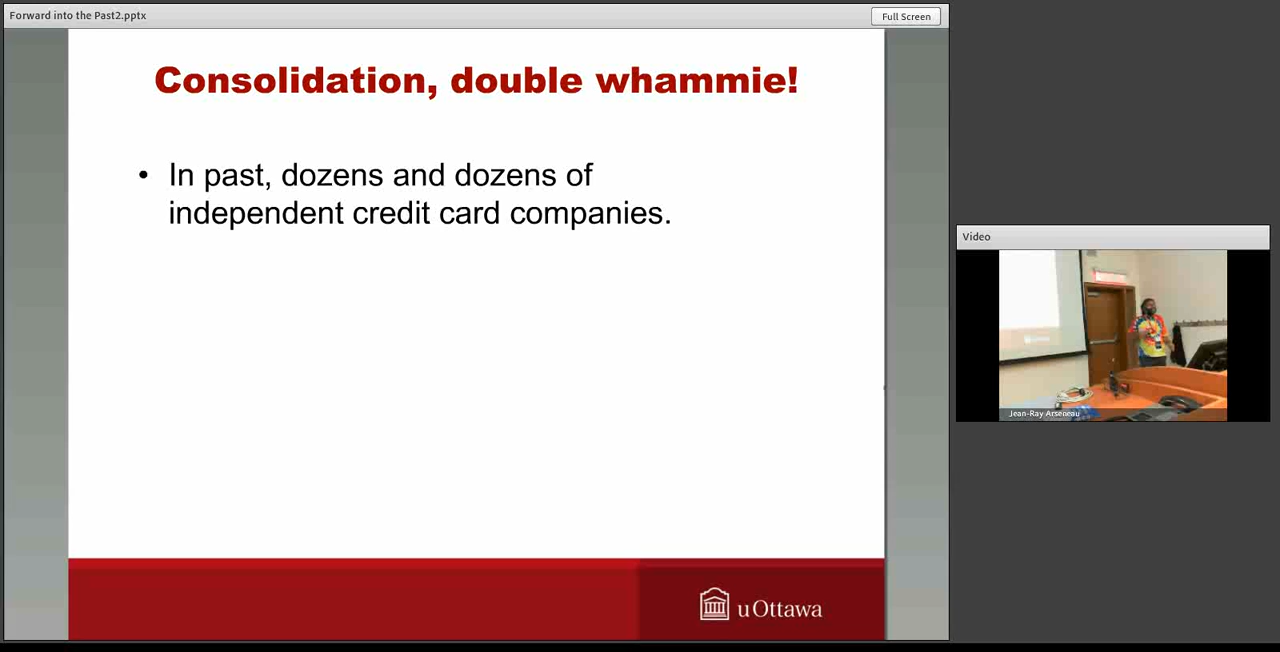 Forward into the Past2.pptx
Full Screen
Consolidation, double whammie!
• In past, dozens and dozens of
independent credit card companies.
uOttawa
Video
Jean-Ray Arseneau